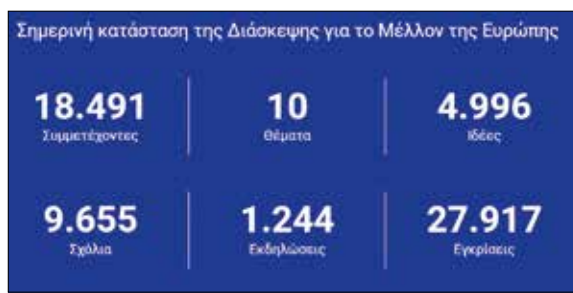 Σημερινή κατάσταση της Διάσκεψης για το Μέλλον της Ευρώπης
18.491 10 4.996
Συμμετέχοντες Θέματα Ιδέες
9.655 1.244 27.917
Σχόλια Εκδηλώσεις Εγκρίσεις